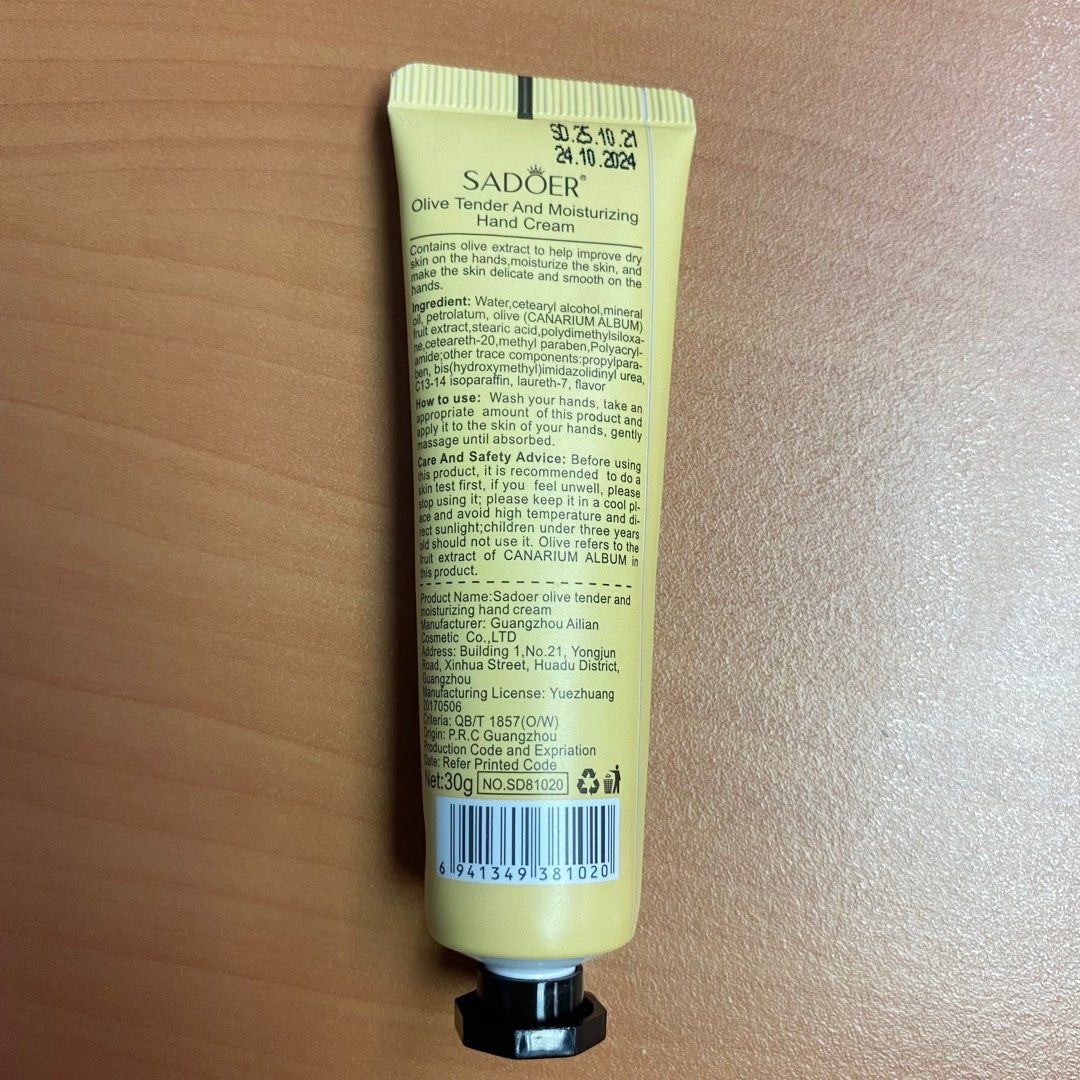 SD.25.10.21
24.10.2024
SADOER®
Olive Tender And Moisturizing
Hand Cream
Contains olive extract to help improve dry
skin on the hands,moisturize the skin, and
make the skin delicate and smooth on the
hands.
Ingredient: Water,cetearyl alcohol,mineral
oil, petrolatum, olive (CANARIUM ALBUM)
fruit extract,stearic acid,polydimethylsiloxa-
ne,ceteareth-20,methyl paraben,Polyacryl-
amide;other trace components:propylpara-
ben, bis(hydroxymethyl)imidazolidinyl urea,
C13-14 isoparaffin, laureth-7, flavor
How to use: Wash your hands, take an
appropriate amount of this product and
apply it to the skin of your hands, gently
massage until absorbed.
Care And Safety Advice: Before using
this product, it is recommended to do a
skin test first, if you feel unwell, please
stop using it; please keep it in a cool pl-
ace and avoid high temperature and di-
rect sunlight;children under three years
old should not use it. Olive refers to the
fruit extract of CANARIUM ALBUM in
this product.
Product Name:Sadoer olive tender and
moisturizing hand cream
Manufacturer: Guangzhou Ailian
Cosmetic Co.,LTD
Address: Building 1,No.21, Yongjun
Road, Xinhua Street, Huadu District,
Guangzhou
Manufacturing License: Yuezhuang
20170506
Criteria: QB/T 1857(O/W)
Origin: P.R.C Guangzhou
Production Code and Expriation
Date: Refer Printed Code
Net:30g NO.SD81020
6 941349 381020